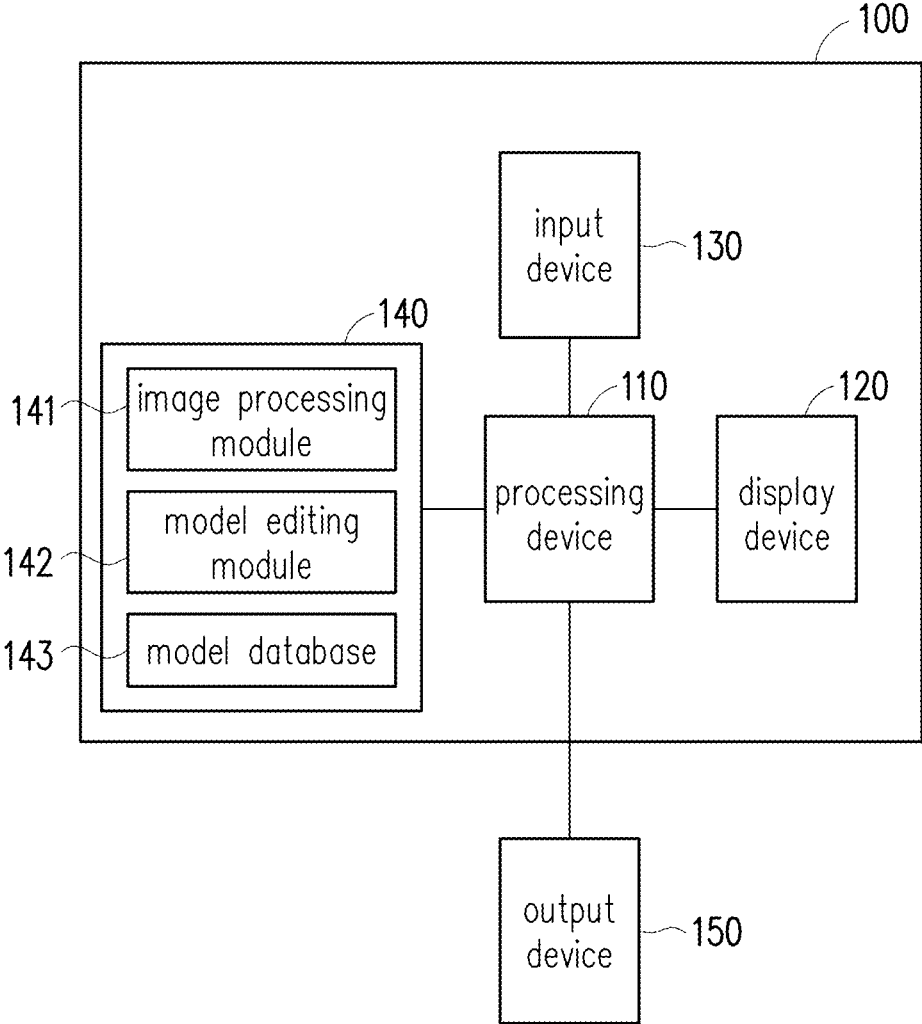 100
input
device
130
140
141
image processing
module
110
120
processing
device
display
device
142
model editing
module
143
model database
output
device
150